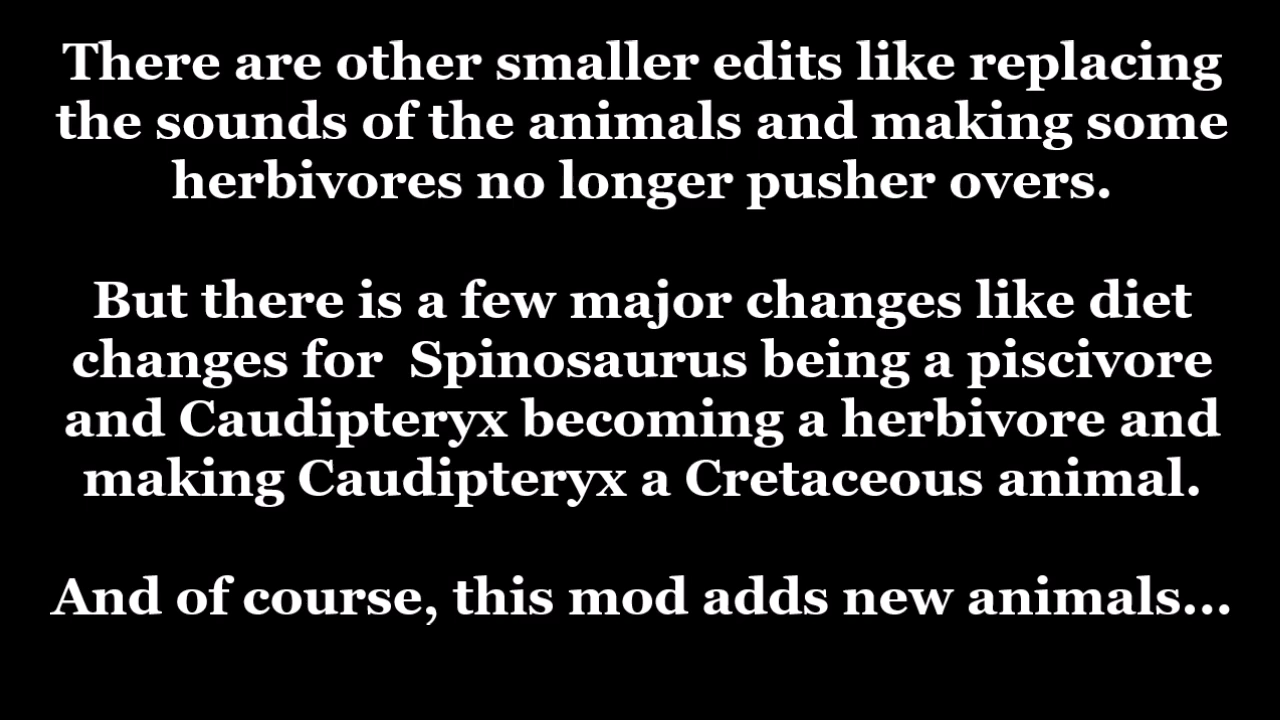 There are other smaller edits like replacing
the sounds of the animals and making some
herbivores no longer pusher overs.
But there is a few major changes like diet
changes for  Spinosaurus being a piscivore
and Caudipteryx becoming a herbivore and
making Caudipteryx a Cretaceous animal.
And of course, this mod adds new animals...